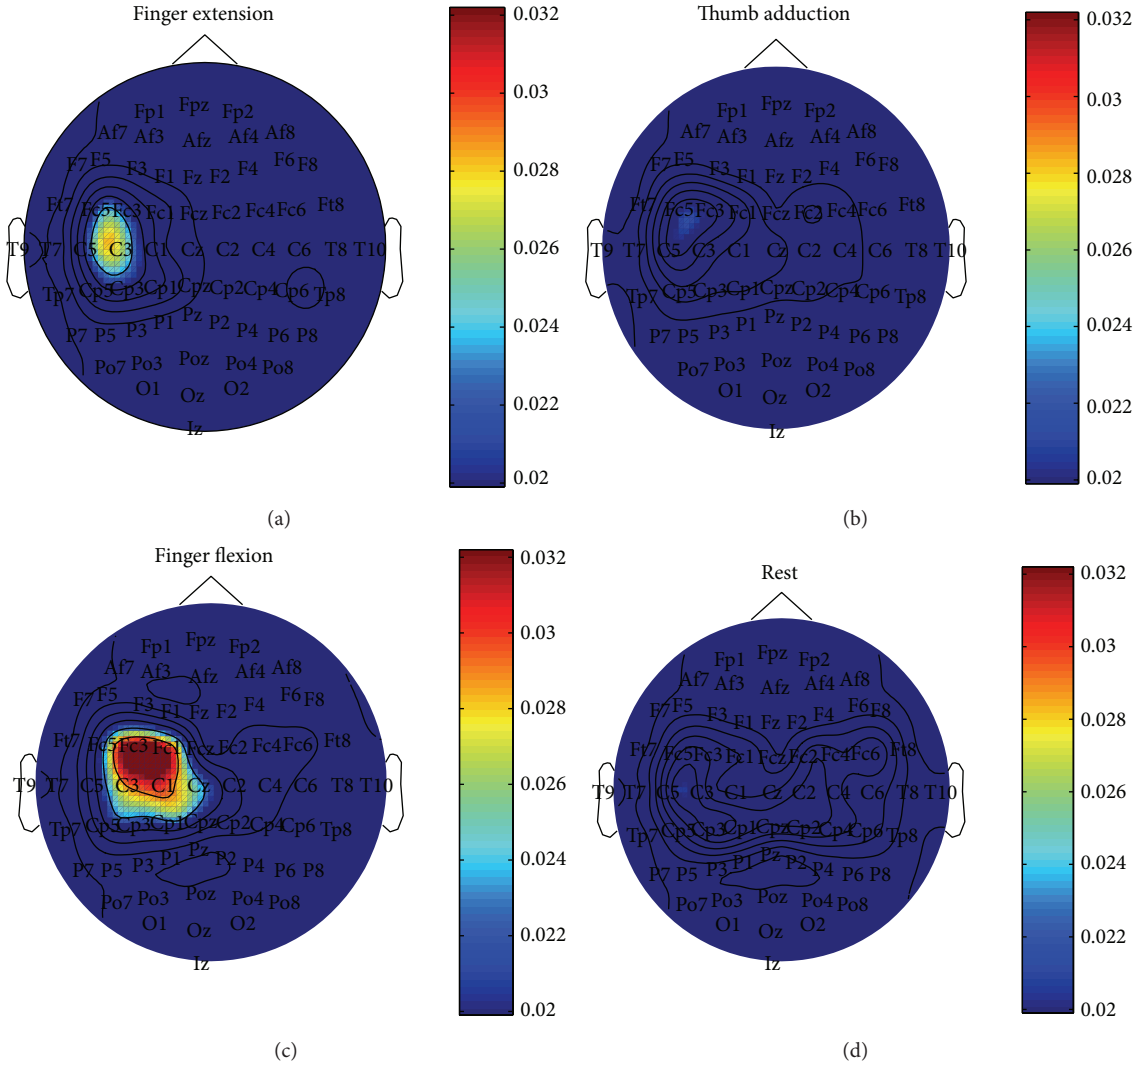 Finger extension
0.032
0.03
0.028
0.026
0.024
0.022
0.02
Fp1 Fpz Fp2
Af7 Af3 Afz Af4 Af8
F7 F5 F3 F1 Fz F2 F4 F6 F8
Ft7 Fc5 Fc3 Fc1 Fcz Fc2 Fc4 Fc6 Ft8
T9 T7 C5 C3 C1 Cz C2 C4 C6 T8 T10
Tp7 Cp5 Cp3 Cp1 Cpz Cp2 Cp4 Cp6 Tp8
P7 P5 P3 P1 Pz P2 P4 P6 P8
Po7 Po3 Poz Po4 Po8
O1 Oz O2
Iz
(a)
Thumb adduction
0.032
0.03
0.028
0.026
0.024
0.022
0.02
Fp1 Fpz Fp2
Af7 Af3 Afz Af4 Af8
F7 F5 F3 F1 Fz F2 F4 F6 F8
Ft7 Fc5 Fc3 Fc1 Fcz Fc2 Fc4 Fc6 Ft8
T9 T7 C5 C3 C1 Cz C2 C4 C6 T8 T10
Tp7 Cp5 Cp3 Cp1 Cpz Cp2 Cp4 Cp6 Tp8
P7 P5 P3 P1 Pz P2 P4 P6 P8
Po7 Po3 Poz Po4 Po8
O1 Oz O2
Iz
(b)
Finger flexion
0.032
0.03
0.028
0.026
0.024
0.022
0.02
Fp1 Fpz Fp2
Af7 Af3 Afz Af4 Af8
F7 F5 F3 F1 Fz F2 F4 F6 F8
Ft7 Fc5 Fc3 Fc1 Fcz Fc2 Fc4 Fc6 Ft8
T9 T7 C5 C3 C1 Cz C2 C4 C6 T8 T10
Tp7 Cp5 Cp3 Cp1 Cpz Cp2 Cp4 Cp6 Tp8
P7 P5 P3 P1 Pz P2 P4 P6 P8
Po7 Po3 Poz Po4 Po8
O1 Oz O2
Iz
(c)
Rest
0.032
0.03
0.028
0.026
0.024
0.022
0.02
Fp1 Fpz Fp2
Af7 Af3 Afz Af4 Af8
F7 F5 F3 F1 Fz F2 F4 F6 F8
Ft7 Fc5 Fc3 Fc1 Fcz Fc2 Fc4 Fc6 Ft8
T9 T7 C5 C3 C1 Cz C2 C4 C6 T8 T10
Tp7 Cp5 Cp3 Cp1 Cpz Cp2 Cp4 Cp6 Tp8
P7 P5 P3 P1 Pz P2 P4 P6 P8
Po7 Po3 Poz Po4 Po8
O1 Oz O2
Iz
(d)